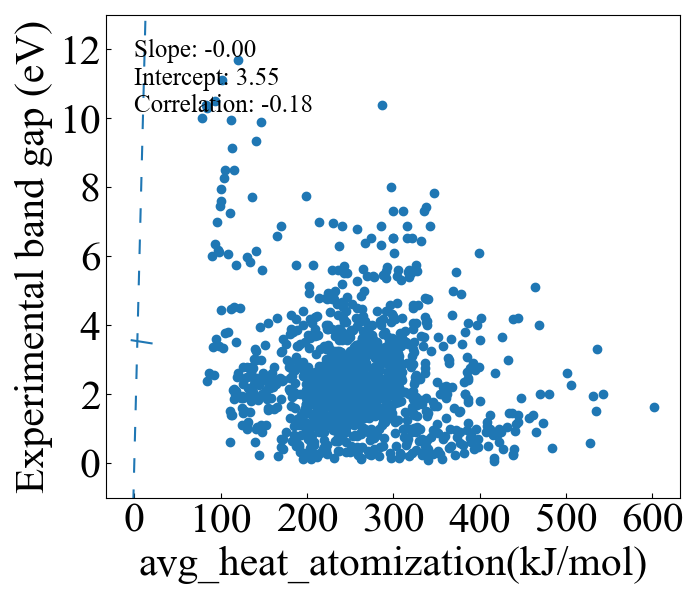 Slope: -0.00
Intercept: 3.55
Correlation: -0.18
Experimental band gap (eV)
12
10
8
6
4
2
0
0 100 200 300 400 500 600
avg_heat_atomization(kJ/mol)